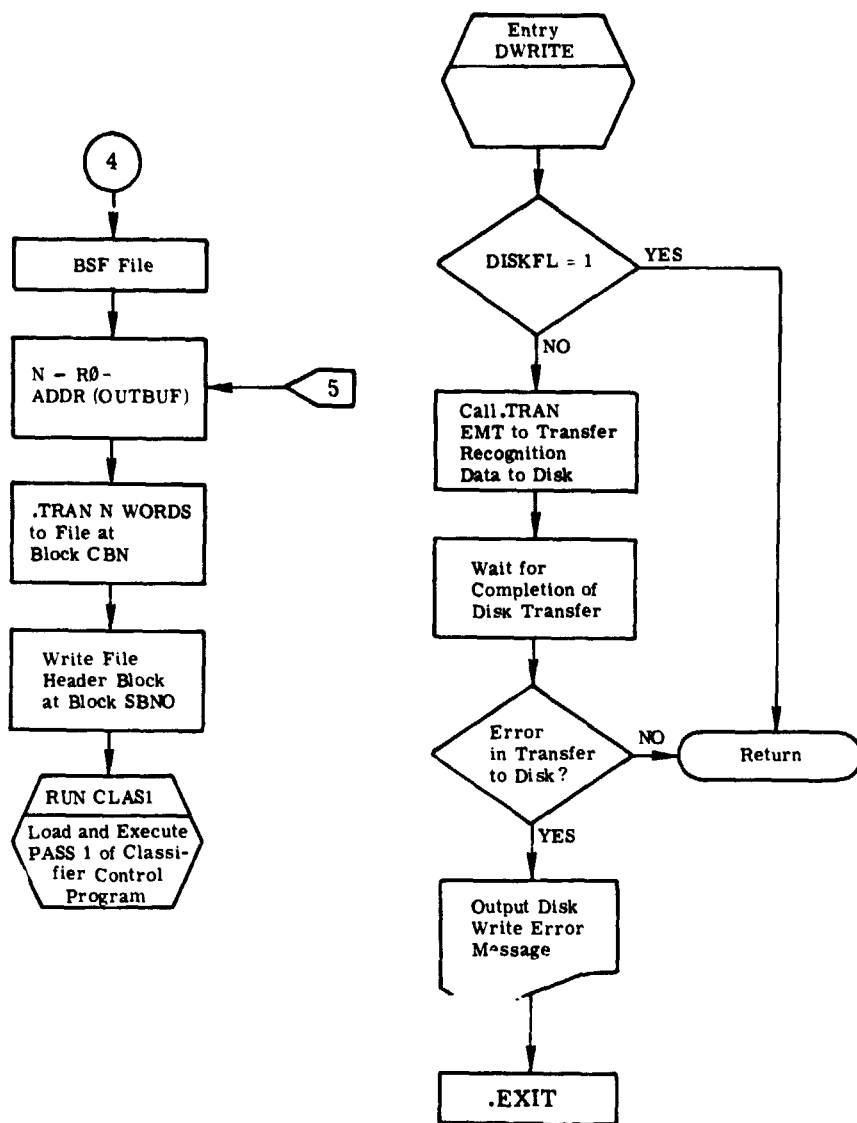 4
BSF File
N - RØ-
ADDR (OUTBUF)
5
.TRAN N WORDS
to File at
Block CBN
Write File
Header Block
at Block SBNO
RUN CLAS1
Load and Execute
PASS 1 of Classi-
fier Control
Program
Entry
DWRITE
DISKFL = 1
YES
NO
Call .TRAN
EMT to Transfer
Recognition
Data to Disk
Wait for
Completion of
Disk Transfer
Error
in Transfer
to Disk?
NO
Return
YES
Output Disk
Write Error
Message
.EXIT